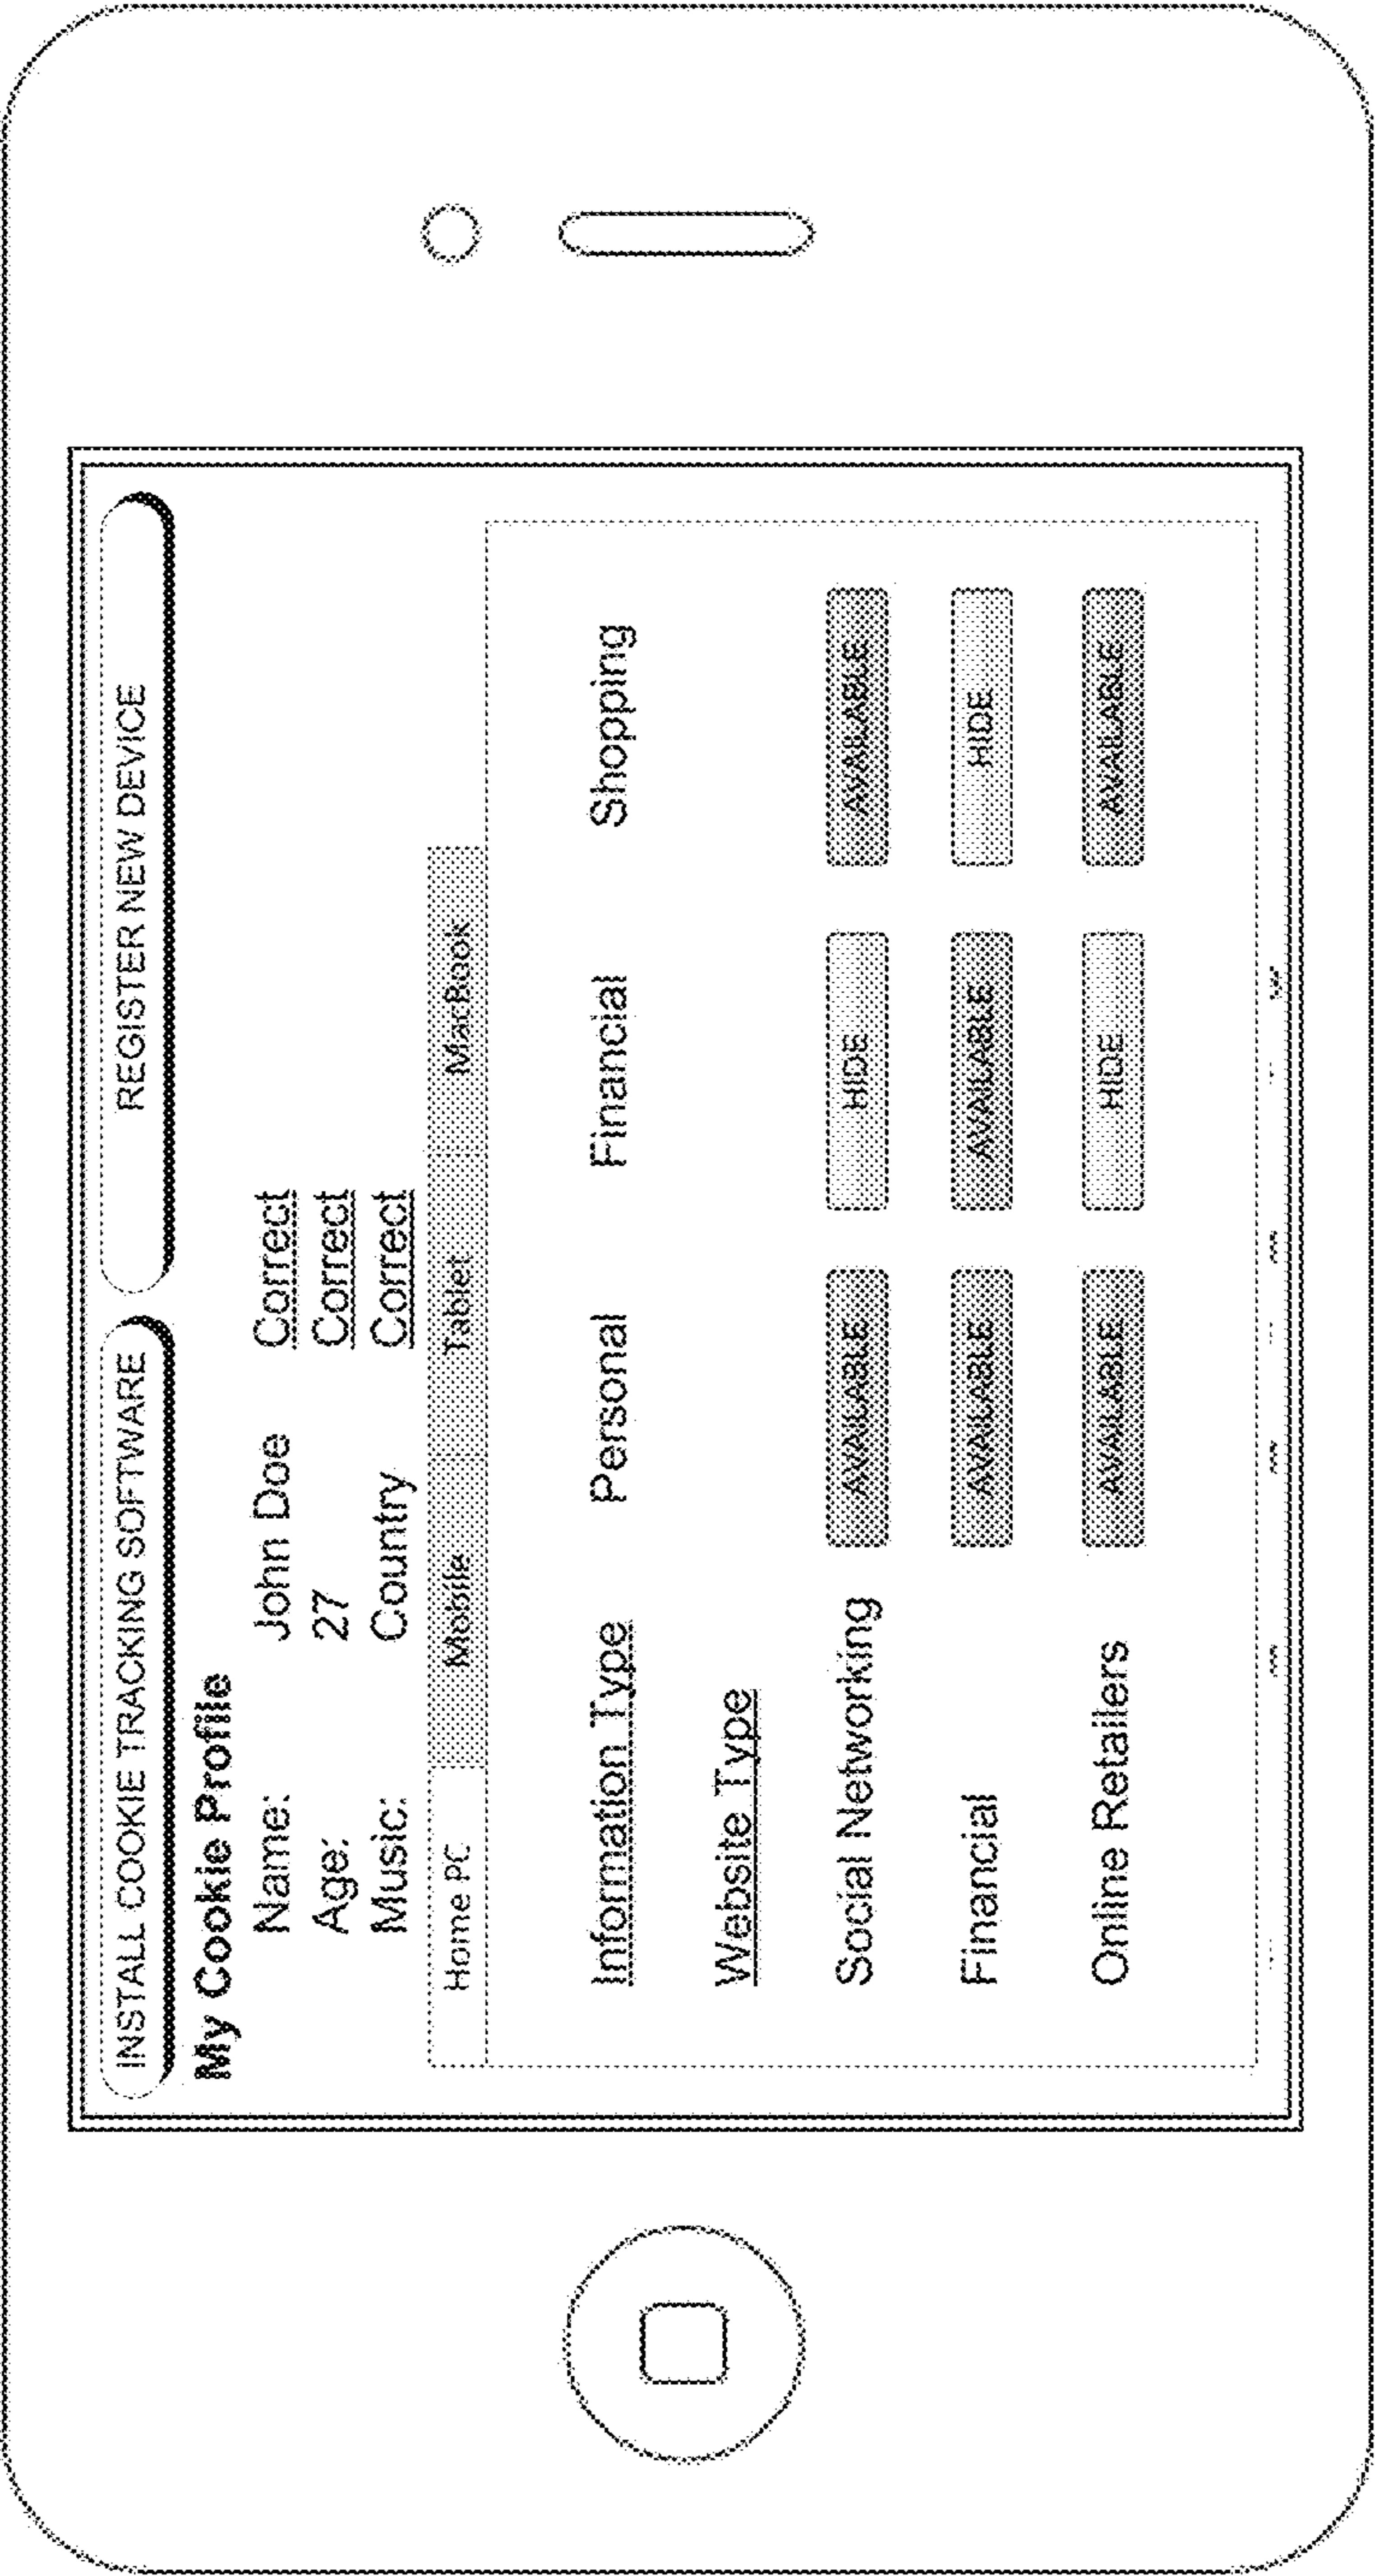 INSTALL COOKIE TRACKING SOFTWARE REGISTER NEW DEVICE
My Cookie Profile
Name: John Doe Correct
Age: 27 Correct
Music: Country Correct
Home PC Mobile Tablet MacBook
Information Type Personal Financial Shopping
Website Type
Social Networking AVAILABLE HIDE AVAILABLE
Financial AVAILABLE AVAILABLE HIDE
Online Retailers AVAILABLE HIDE AVAILABLE